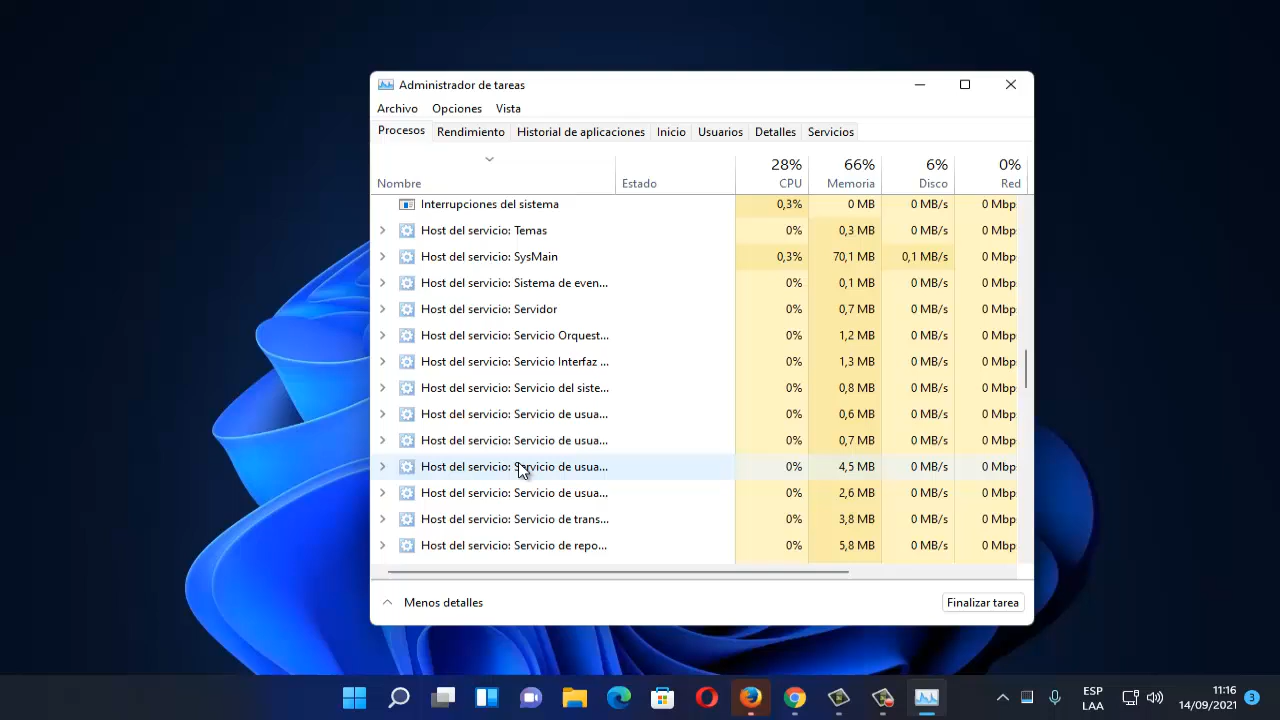 Administrador de tareas
Archivo Opciones Vista
Procesos Rendimiento Historial de aplicaciones Inicio Usuarios Detalles Servicios
28% 66% 6% 0%
Nombre Estado CPU Memoria Disco Red
Interrupciones del sistema 0,3% 0 MB 0 MB/s 0 Mbp
Host del servicio: Temas 0% 0,3 MB 0 MB/s 0 Mbp
Host del servicio: SysMain 0,3% 70,1 MB 0,1 MB/s 0 Mbp
Host del servicio: Sistema de even... 0% 0,1 MB 0 MB/s 0 Mbp
Host del servicio: Servidor 0% 0,7 MB 0 MB/s 0 Mbp
Host del servicio: Servicio Orquest... 0% 1,2 MB 0 MB/s 0 Mbp
Host del servicio: Servicio Interfaz ... 0% 1,3 MB 0 MB/s 0 Mbp
Host del servicio: Servicio del siste... 0% 0,8 MB 0 MB/s 0 Mbp
Host del servicio: Servicio de usua... 0% 0,6 MB 0 MB/s 0 Mbp
Host del servicio: Servicio de usua... 0% 0,7 MB 0 MB/s 0 Mbp
Host del servicio: Servicio de usua... 0% 4,5 MB 0 MB/s 0 Mbp
Host del servicio: Servicio de usua... 0% 2,6 MB 0 MB/s 0 Mbp
Host del servicio: Servicio de trans... 0% 3,8 MB 0 MB/s 0 Mbp
Host del servicio: Servicio de repo... 0% 5,8 MB 0 MB/s 0 Mbp
Menos detalles Finalizar tarea
ESP 11:16
LAA 14/09/2021 3